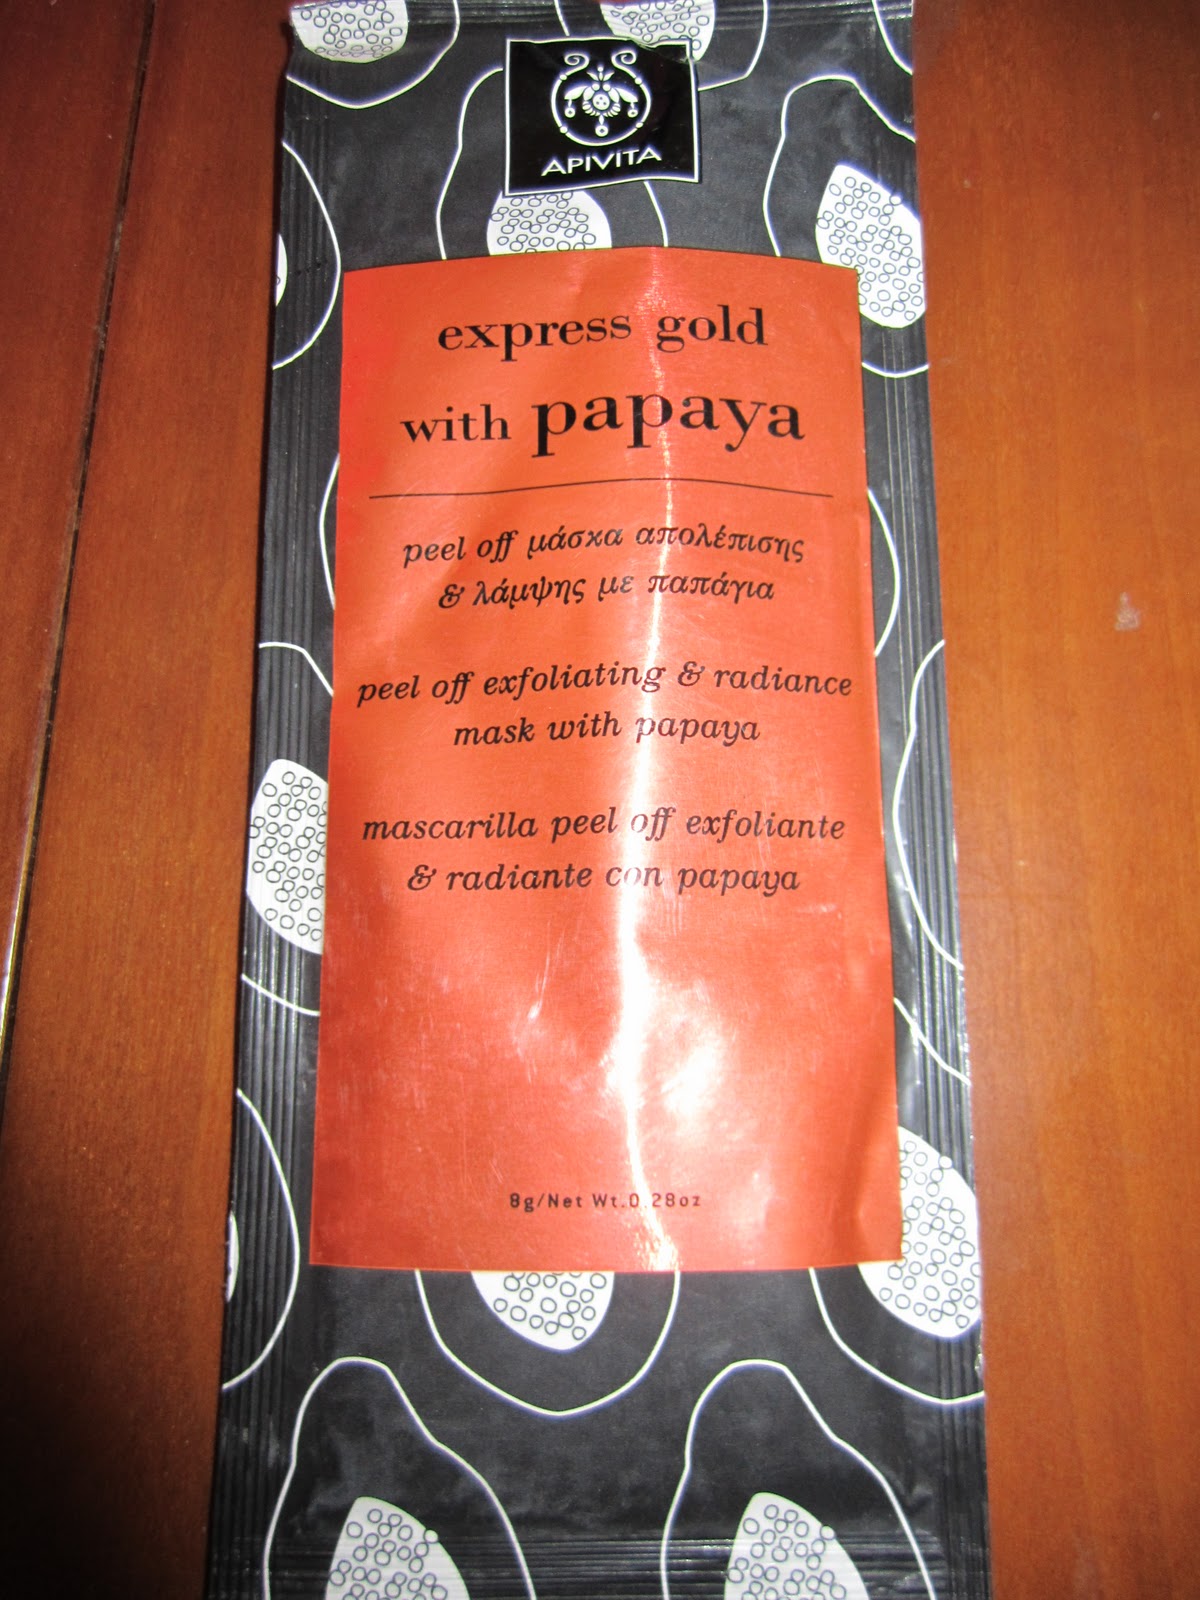 APIVITA
express gold
with papaya
peel off μάσκα απολέπισης
& λάμψης με παπάγια
peel off exfoliating & radiance
mask with papaya
mascarilla peel off exfoliante
& radiante con papaya
8g/Net Wt.0.28oz